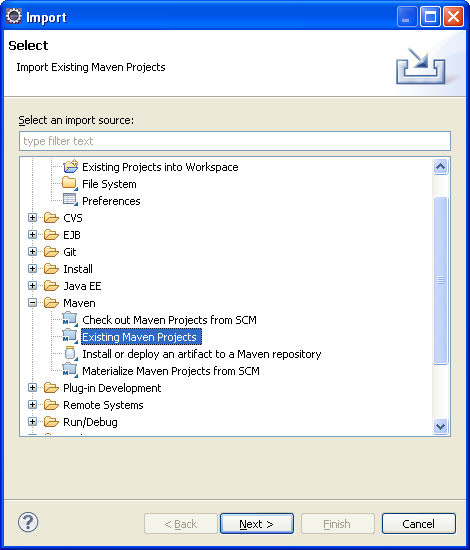 Import
Select
Import Existing Maven Projects
Select an import source:
type filter text
Existing Projects into Workspace
File System
Preferences
CVS
EJB
Git
Install
Java EE
Maven
Check out Maven Projects from SCM
Existing Maven Projects
Install or deploy an artifact to a Maven repository
Materialize Maven Projects from SCM
Plug-in Development
Remote Systems
Run/Debug
? < Back Next > Finish Cancel